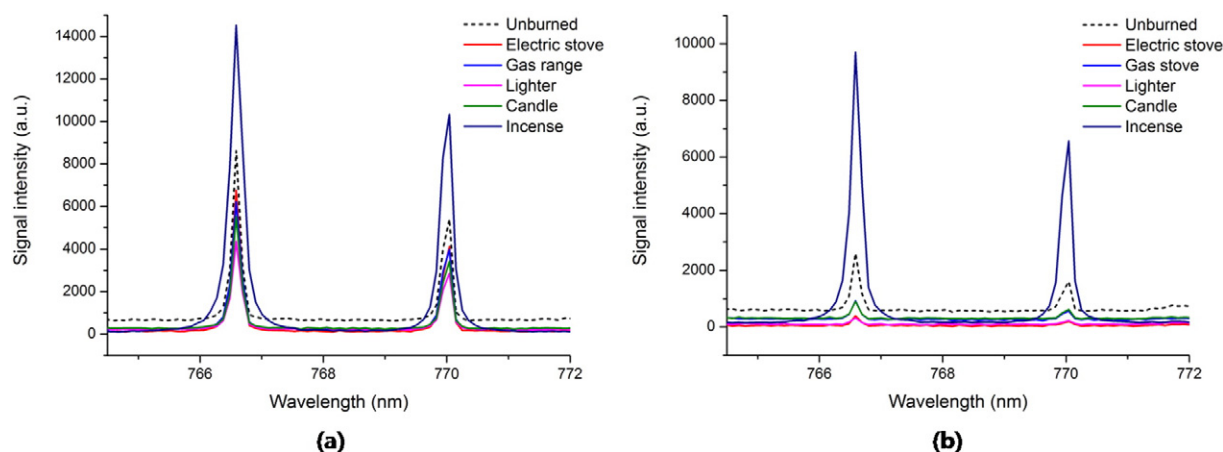 Signal intensity (a.u.)
14000
12000
10000
8000
6000
4000
2000
0
Unburned
Electric stove
Gas range
Lighter
Candle
Incense
766
768
770
772
Wavelength (nm)
(a)
Signal intensity (a.u.)
10000
8000
6000
4000
2000
0
Unburned
Electric stove
Gas stove
Lighter
Candle
Incense
766
768
770
772
Wavelength (nm)
(b)